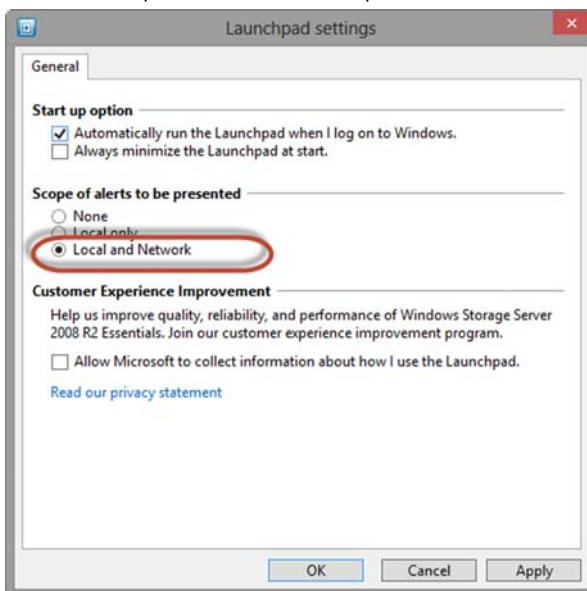 Launchpad settings
General
Start up option
Automatically run the Launchpad when I log on to Windows.
Always minimize the Launchpad at start.
Scope of alerts to be presented
None
Local only
Local and Network
Customer Experience Improvement
Help us improve quality, reliability, and performance of Windows Storage Server
2008 R2 Essentials. Join our customer experience improvement program.
Allow Microsoft to collect information about how I use the Launchpad.
Read our privacy statement
OK
Cancel
Apply